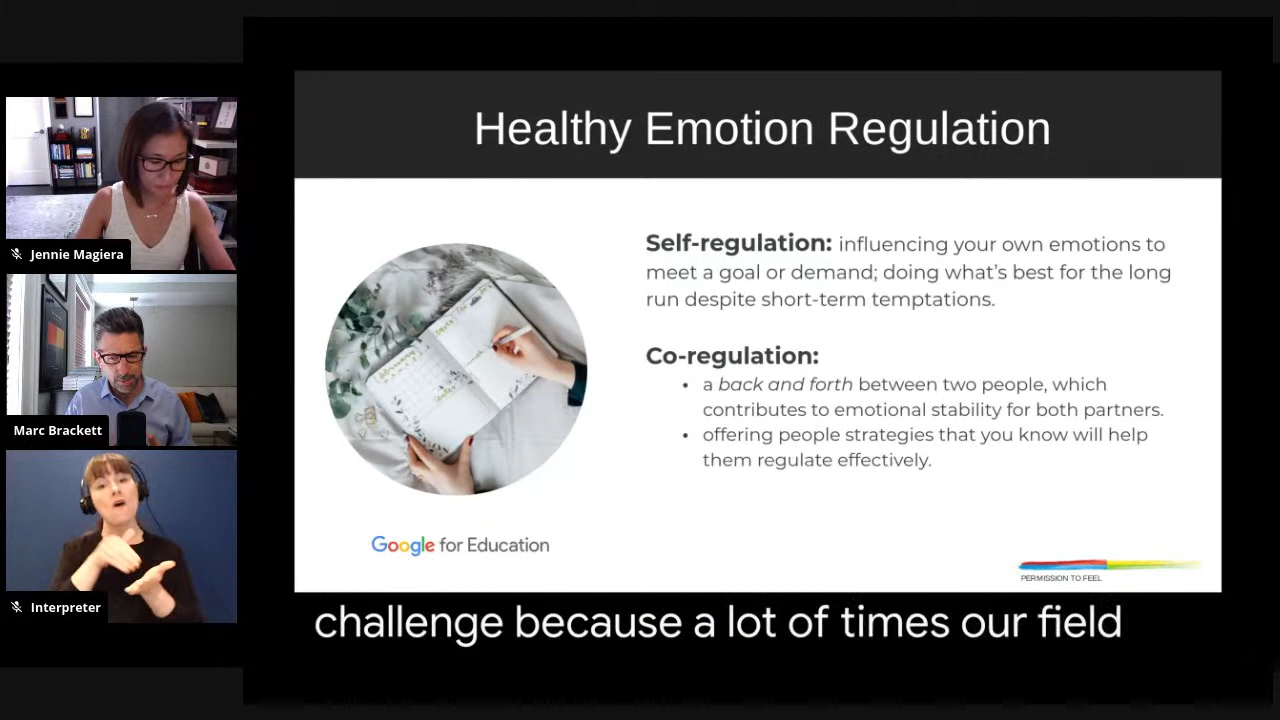 Jennie Magiera
Marc Brackett
Interpreter
Healthy Emotion Regulation
Self-regulation: influencing your own emotions to
meet a goal or demand; doing what's best for the long
run despite short-term temptations.
Co-regulation:
• a back and forth between two people, which
contributes to emotional stability for both partners.
• offering people strategies that you know will help
them regulate effectively.
Google for Education
PERMISSION TO FEEL
challenge because a lot of times our field